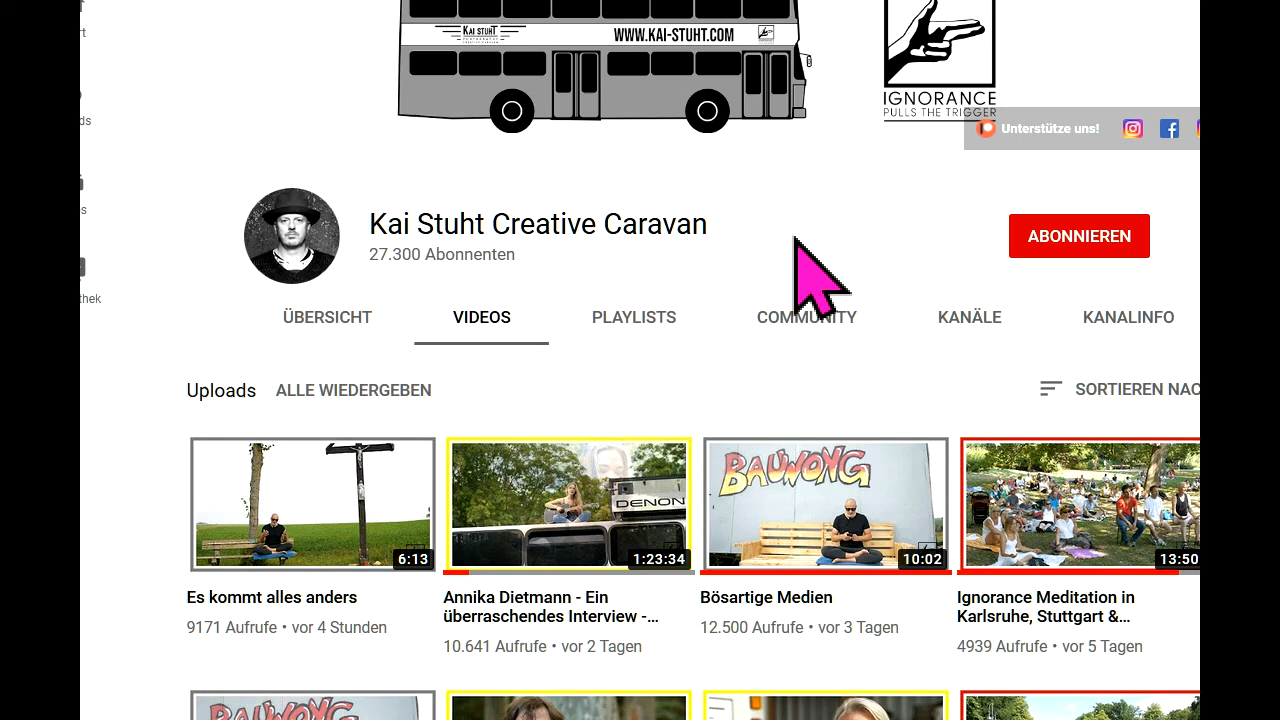 KAI STUHT
WWW.KAI-STUHT.COM
IGNORANCE
PULLS THE TRIGGER
Unterstütze uns!
Kai Stuht Creative Caravan
27.300 Abonnenten
ABONNIEREN
ÜBERSICHT VIDEOS PLAYLISTS COMMUNITY KANÄLE KANALINFO
Uploads ALLE WIEDERGEBEN SORTIEREN NAC
BAUWONG
DENON
6:13 1:23:34 10:02 13:50
Es kommt alles anders
9171 Aufrufe • vor 4 Stunden
Annika Dietmann - Ein
überraschendes Interview -...
10.641 Aufrufe • vor 2 Tagen
Bösartige Medien
12.500 Aufrufe • vor 3 Tagen
Ignorance Meditation in
Karlsruhe, Stuttgart &...
4939 Aufrufe • vor 5 Tagen
BAUWONG